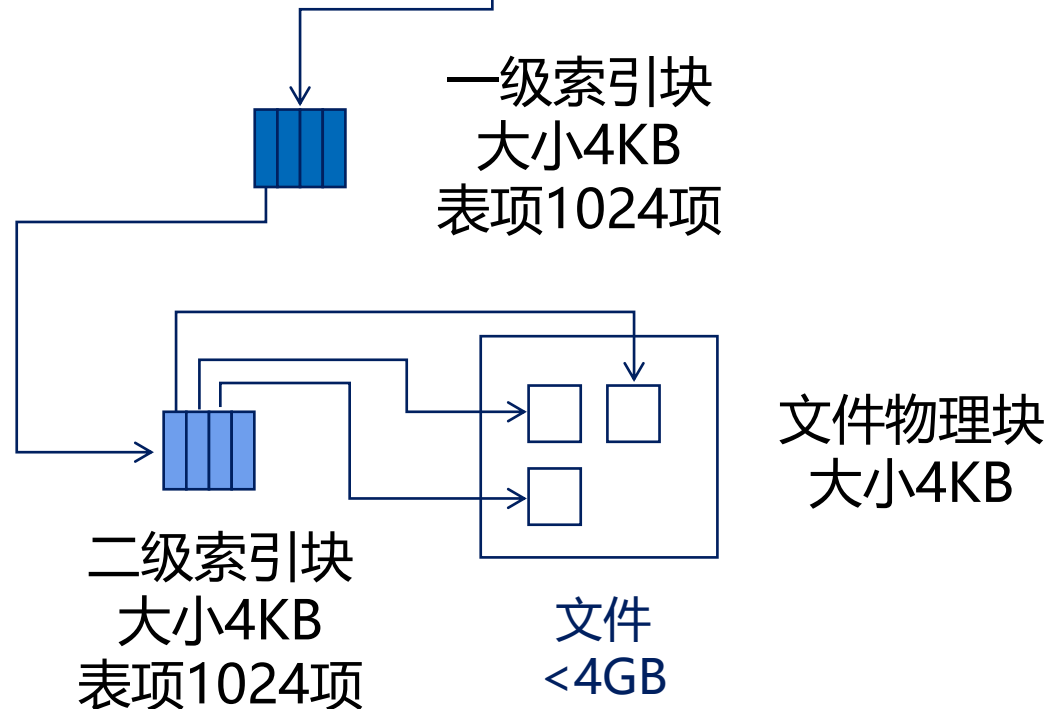 一级索引块
大小4KB
表项1024项
文件物理块
大小4KB
二级索引块
大小4KB
表项1024项
文件
<4GB